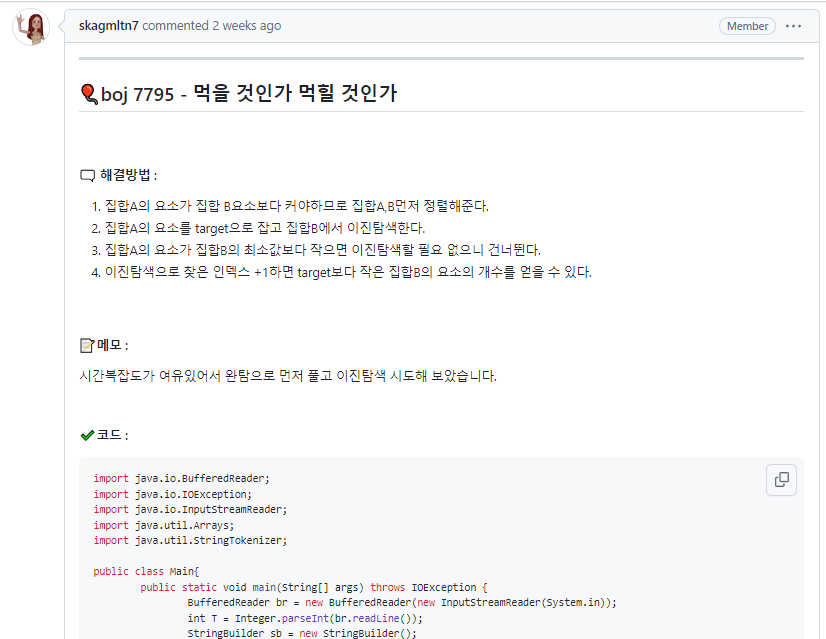 skagmltn7 commented 2 weeks ago
Member
boj 7795 - 먹을 것인가 먹힐 것인가
해결방법 :
1. 집합A의 요소가 집합 B요소보다 커야하므로 집합A,B먼저 정렬해준다.
2. 집합A의 요소를 target으로 잡고 집합B에서 이진탐색한다.
3. 집합A의 요소가 집합B의 최소값보다 작으면 이진탐색할 필요 없으니 건너뛴다.
4. 이진탐색으로 찾은 인덱스 +1하면 target보다 작은 집합B의 요소의 개수를 얻을 수 있다.
메모 :
시간복잡도가 여유있어서 완탐으로 먼저 풀고 이진탐색 시도해 보았습니다.
코드 :
import java.io.BufferedReader;
import java.io.IOException;
import java.io.InputStreamReader;
import java.util.Arrays;
import java.util.StringTokenizer;
public class Main{
public static void main(String[] args) throws IOException {
BufferedReader br = new BufferedReader(new InputStreamReader(System.in));
int T = Integer.parseInt(br.readLine());
StringBuilder sb = new StringBuilder();